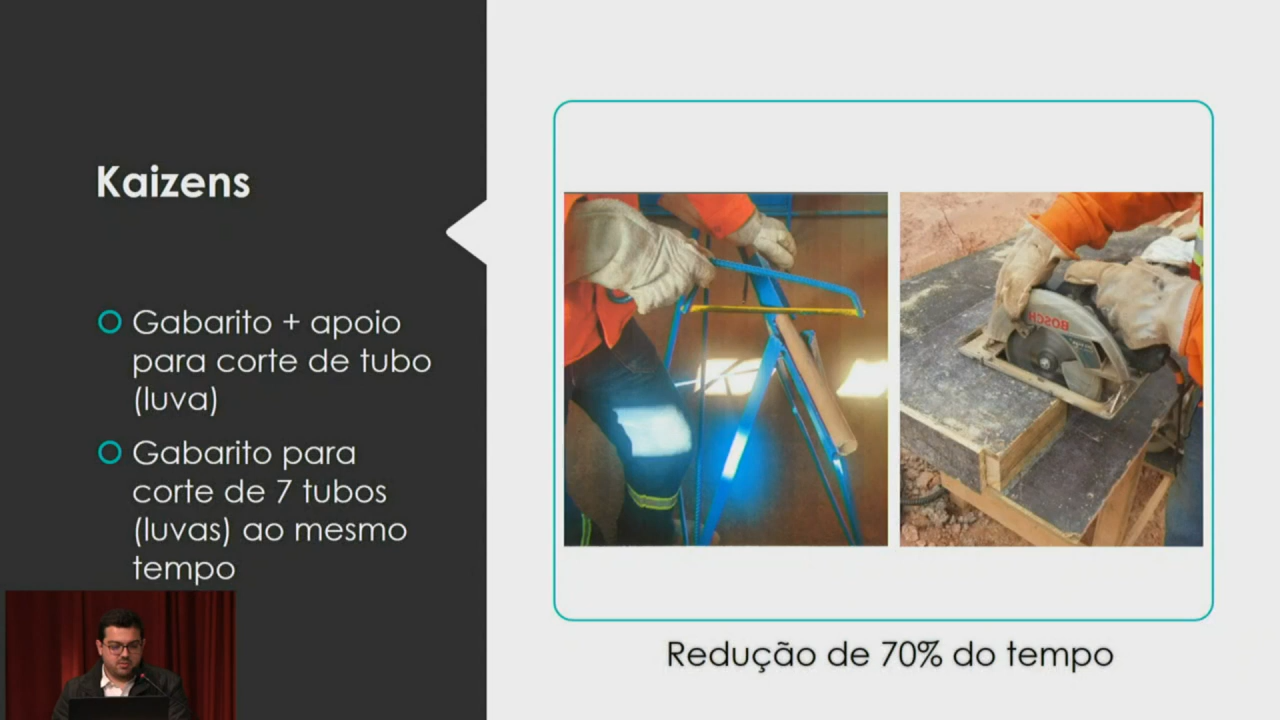 Kaizens
Gabarito + apoio
para corte de tubo
(luva)
Gabarito para
corte de 7 tubos
(luvas) ao mesmo
tempo
BOSCH
Redução de 70% do tempo